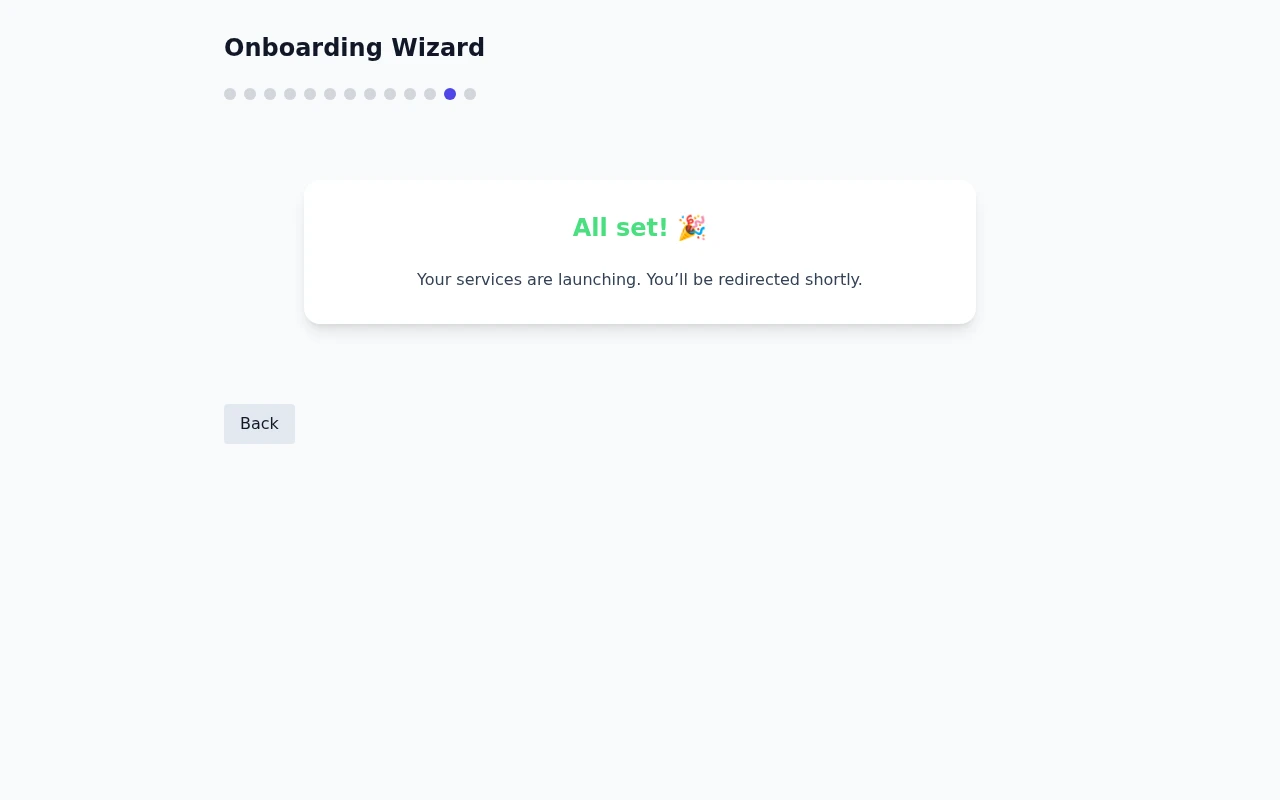 Onboarding Wizard
All set! 🎉
Your services are launching. You’ll be redirected shortly.
Back